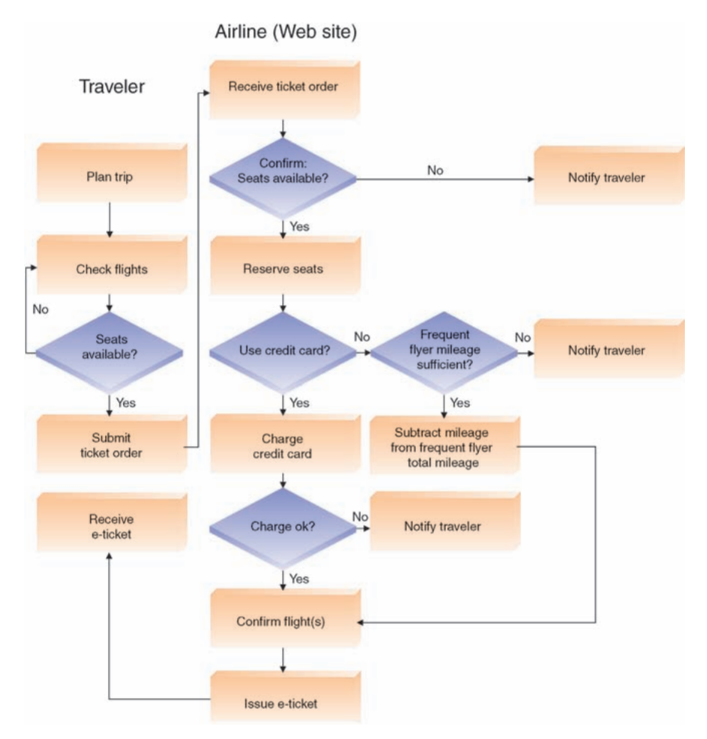 Airline (Web site)
Traveler
Receive ticket order
Plan trip
Confirm:
Seats available?
No
Notify traveler
Yes
Check flights
Reserve seats
No
Seats
available?
Use credit card?
No
Frequent
flyer mileage
sufficient?
No
Notify traveler
Yes
Yes
Yes
Submit
ticket order
Charge
credit card
Subtract mileage
from frequent flyer
total mileage
Receive
e-ticket
Charge ok?
No
Notify traveler
Yes
Confirm flight(s)
Issue e-ticket